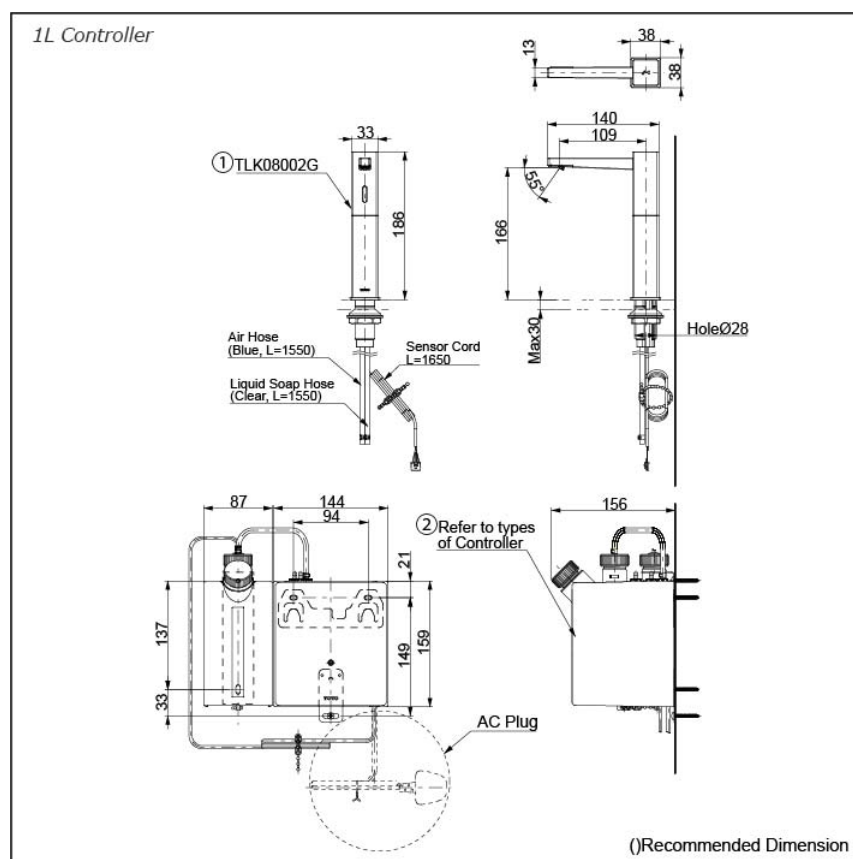 1L Controller
38
13
38
140
109
33
①TLK08002G
55°
186
166
Max30
HoleØ28
Air Hose
(Blue, L=1550)
Sensor Cord
L=1650
Liquid Soap Hose
(Clear, L=1550)
87
144
94
156
②Refer to types
of Controller
21
137
149
159
33
TOTO
AC Plug
()Recommended Dimension